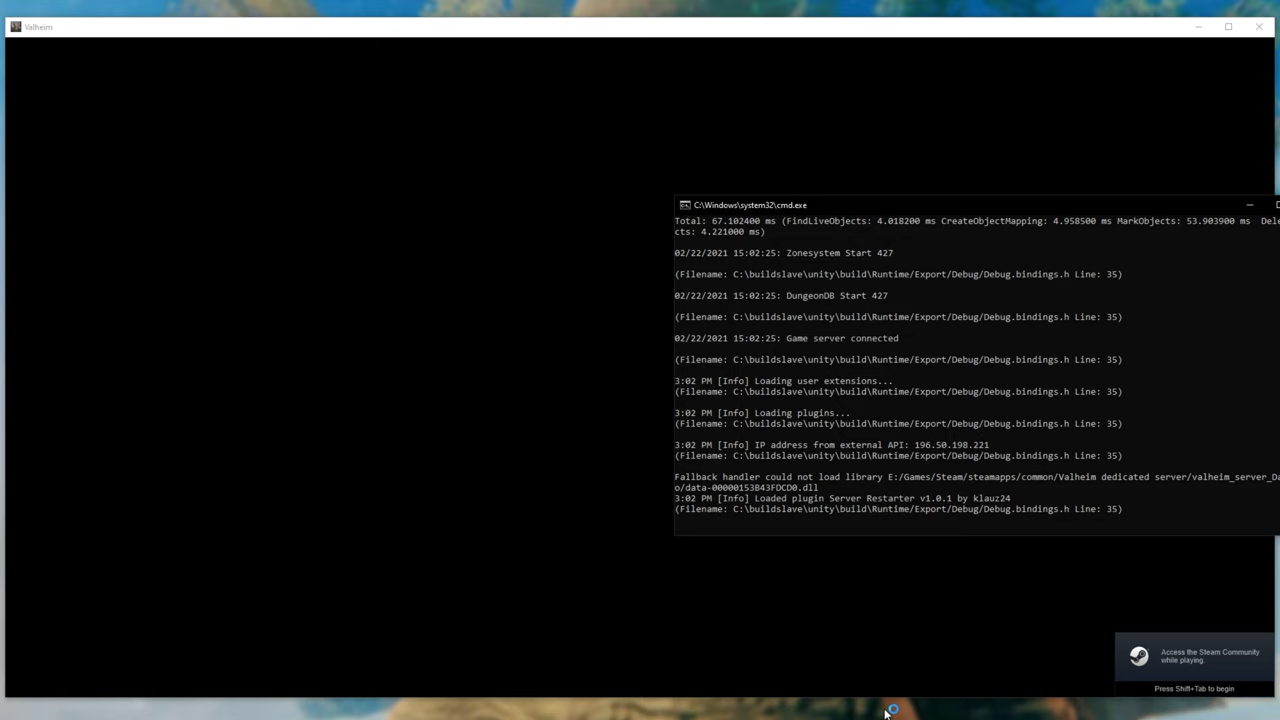 Valheim
C:\Windows\system32\cmd.exe
Total: 67.102400 ms (FindLiveObjects: 4.018200 ms CreateObjectMapping: 4.958500 ms MarkObjects: 53.903900 ms Dele
cts: 4.221000 ms)
02/22/2021 15:02:25: Zonesystem Start 427
(Filename: C:\buildslave\unity\build\Runtime/Export/Debug/Debug.bindings.h Line: 35)
02/22/2021 15:02:25: DungeonDB Start 427
(Filename: C:\buildslave\unity\build\Runtime/Export/Debug/Debug.bindings.h Line: 35)
02/22/2021 15:02:25: Game server connected
(Filename: C:\buildslave\unity\build\Runtime/Export/Debug/Debug.bindings.h Line: 35)
3:02 PM [Info] Loading user extensions...
(Filename: C:\buildslave\unity\build\Runtime/Export/Debug/Debug.bindings.h Line: 35)
3:02 PM [Info] Loading plugins...
(Filename: C:\buildslave\unity\build\Runtime/Export/Debug/Debug.bindings.h Line: 35)
3:02 PM [Info] IP address from external API: 196.50.198.221
(Filename: C:\buildslave\unity\build\Runtime/Export/Debug/Debug.bindings.h Line: 35)
Fallback handler could not load library E:/Games/Steam/steamapps/common/Valheim dedicated server/valheim_server_Da
o/data-00000153B43FDCD0.dll
3:02 PM [Info] Loaded plugin Server Restarter v1.0.1 by klauz24
(Filename: C:\buildslave\unity\build\Runtime/Export/Debug/Debug.bindings.h Line: 35)
Access the Steam Community
while playing.
Press Shift+Tab to begin